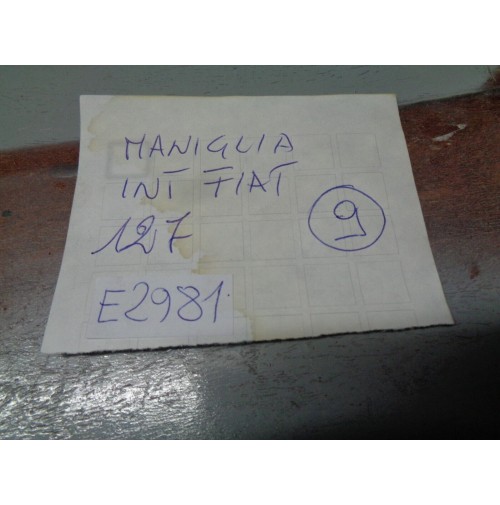 MANIGLIA
INT FIAT
127
9
E2981